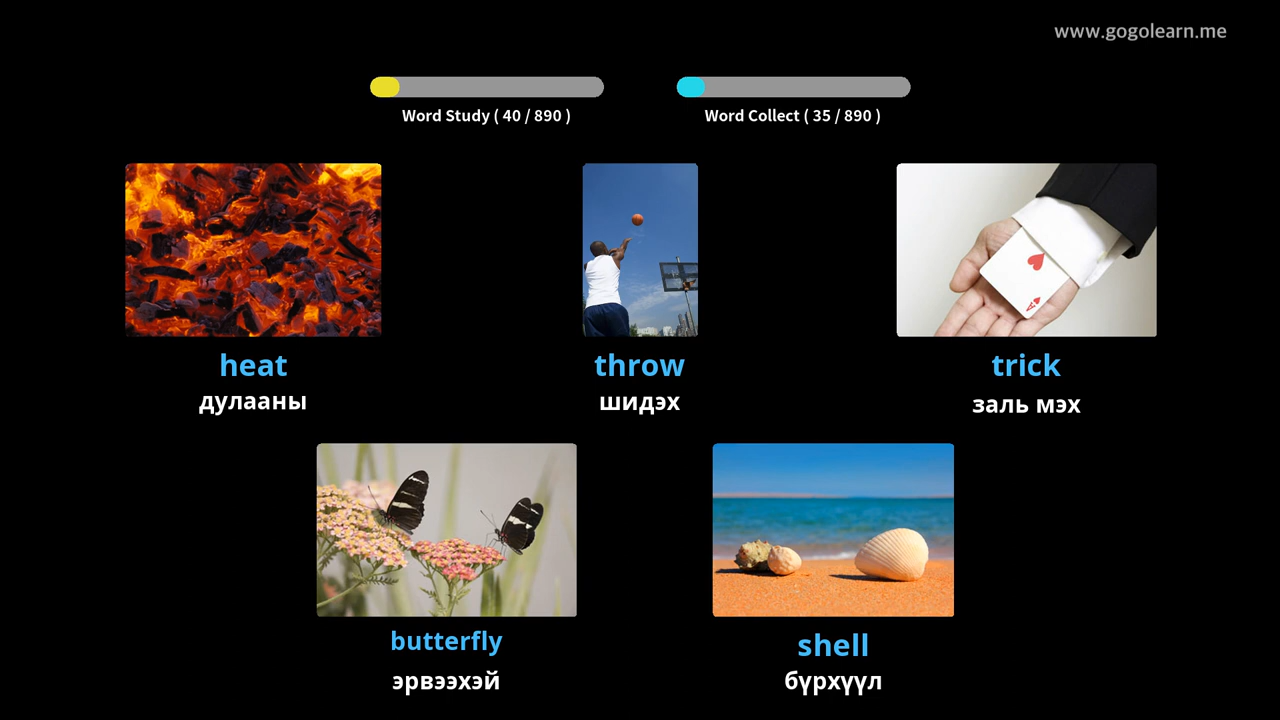 www.gogolearn.me
Word Study ( 40 / 890 )
Word Collect ( 35 / 890 )
heat
дулааны
throw
шидэх
trick
заль мэх
butterfly
эрвээхэй
shell
бүрхүүл